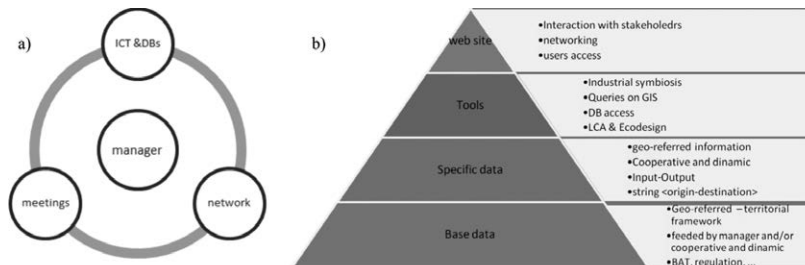 a)
ICT &DBs
manager
meetings
network
b)
web site
•Interaction with stakeholedrs
•networking
•users access
Tools
•Industrial symbiosis
•Queries on GIS
•DB access
•LCA & Ecodesign
Specific data
•geo-referred information
•Cooperative and dinamic
•Input-Output
•string <origin-destination>
Base data
•Geo-referred – territorial
framework
•feeded by manager and/or
cooperative and dinamic
•BAT, regulation, ...